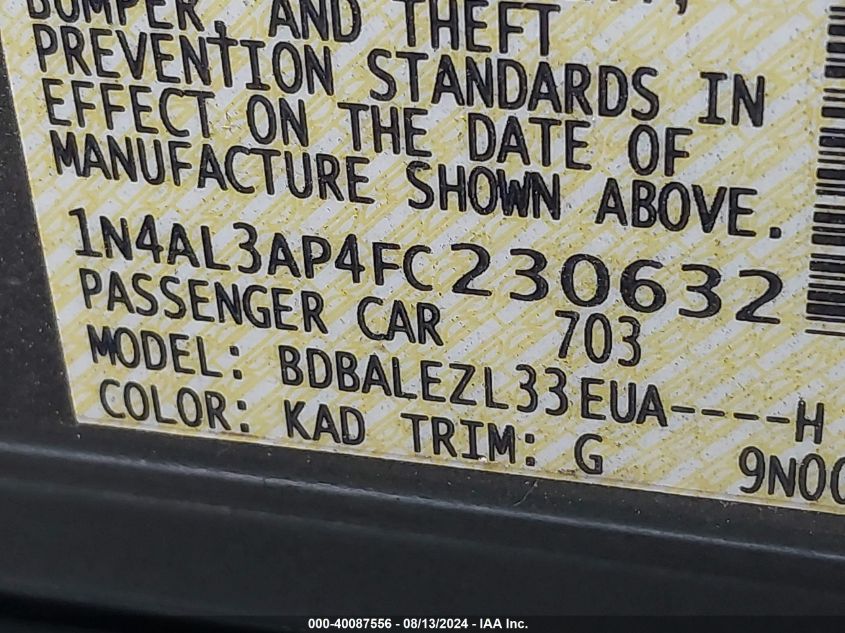 BUMPER, AND THEFT
PREVENTION STANDARDS IN
EFFECT ON THE DATE OF
MANUFACTURE SHOWN ABOVE.
1N4AL3AP4FC230632
PASSENGER CAR 703
MODEL: BDBALEZL33EUA----H
COLOR: KAD TRIM: G 9N0
000-40087556 - 08/13/2024 - IAA Inc.